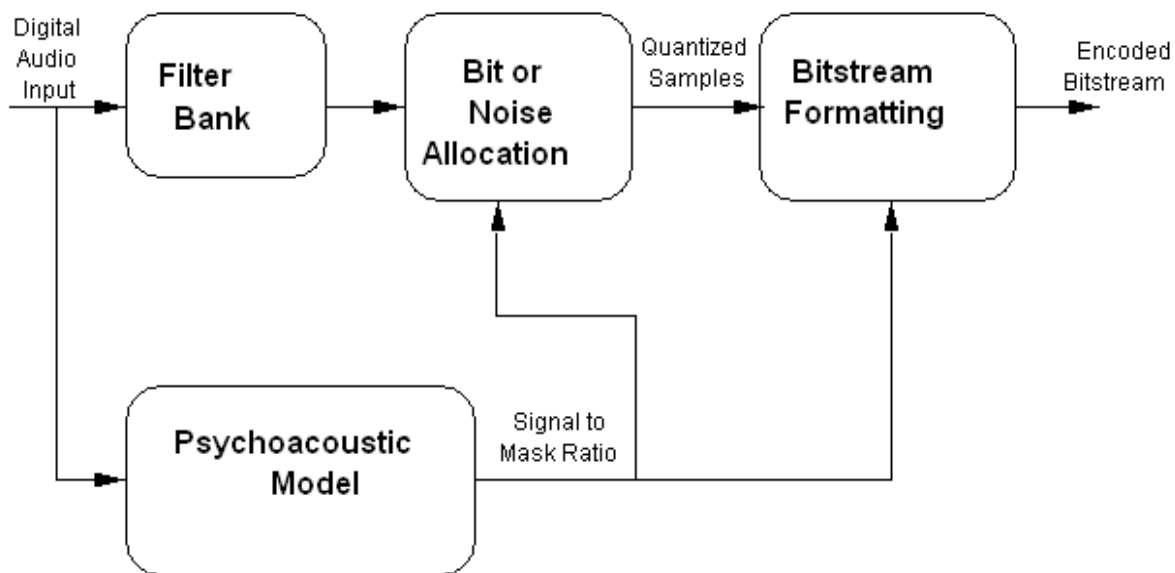 Digital
Audio
Input
Filter
Bank
Bit or
Noise
Allocation
Quantized
Samples
Bitstream
Formatting
Encoded
Bitstream
Psychoacoustic
Model
Signal to
Mask Ratio